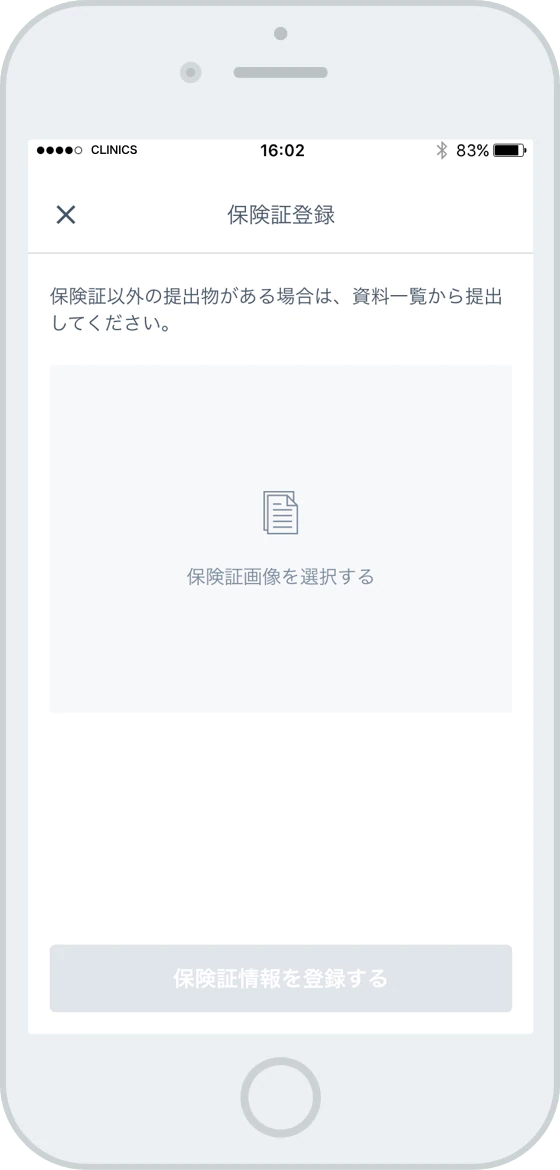 CLINICS 16:02 83%
保険証登録
保険証以外の提出物がある場合は、資料一覧から提出
してください。
保険証画像を選択する
保険証情報を登録する